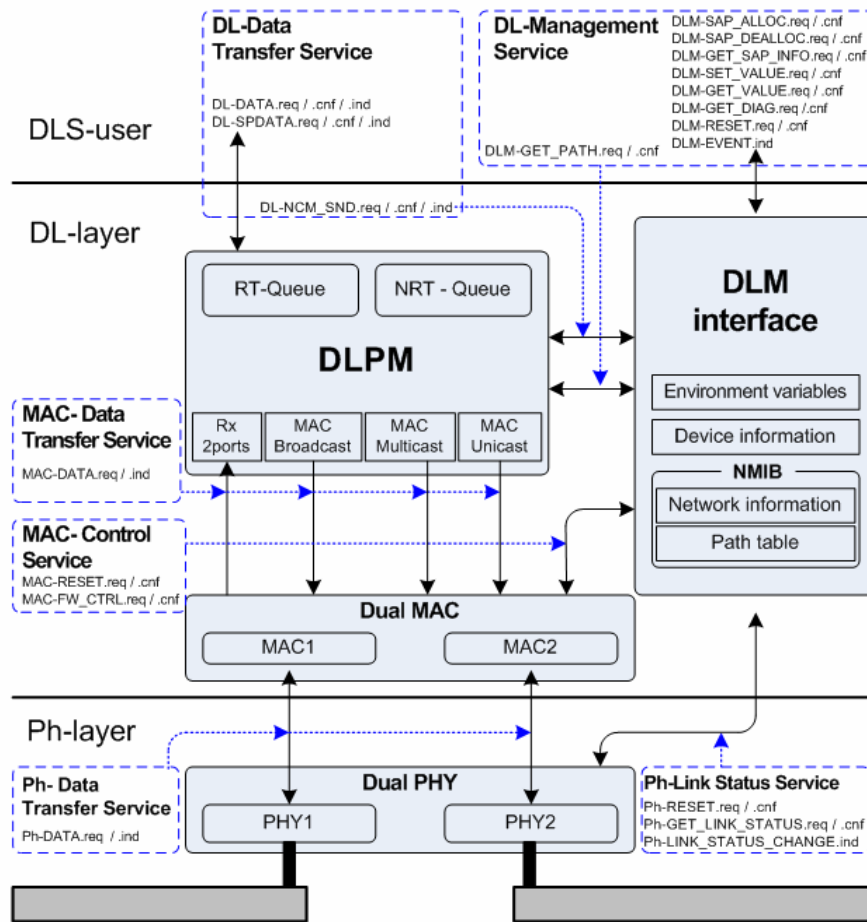 DL-Data
Transfer Service
DL-DATA.req / .cnf / .ind
DL-SPDATA.req / .cnf / .ind
DL-Management
Service
DLM-SAP_ALLOC.req / .cnf
DLM-SAP_DEALLOC.req / .cnf
DLM-GET_SAP_INFO.req / .cnf
DLM-SET_VALUE.req / .cnf
DLM-GET_VALUE.req / .cnf
DLM-GET_DIAG.req / .cnf
DLM-RESET.req / .cnf
DLM-EVENT.ind
DLM-GET_PATH.req / .cnf
DLS-user
DL-NCM_SND.req / .cnf / .ind
DL-layer
RT-Queue
NRT - Queue
DLPM
DLM
interface
Rx
2ports
MAC
Broadcast
MAC
Multicast
MAC
Unicast
Environment variables
Device information
NMIB
Network information
Path table
MAC- Data
Transfer Service
MAC-DATA.req / .ind
MAC- Control
Service
MAC-RESET.req / .cnf
MAC-FW_CTRL.req / .cnf
Dual MAC
MAC1
MAC2
Ph-layer
Ph- Data
Transfer Service
Ph-DATA.req / .ind
Dual PHY
PHY1
PHY2
Ph-Link Status Service
Ph-RESET.req / .cnf
Ph-GET_LINK_STATUS.req / .cnf
Ph-LINK_STATUS_CHANGE.ind